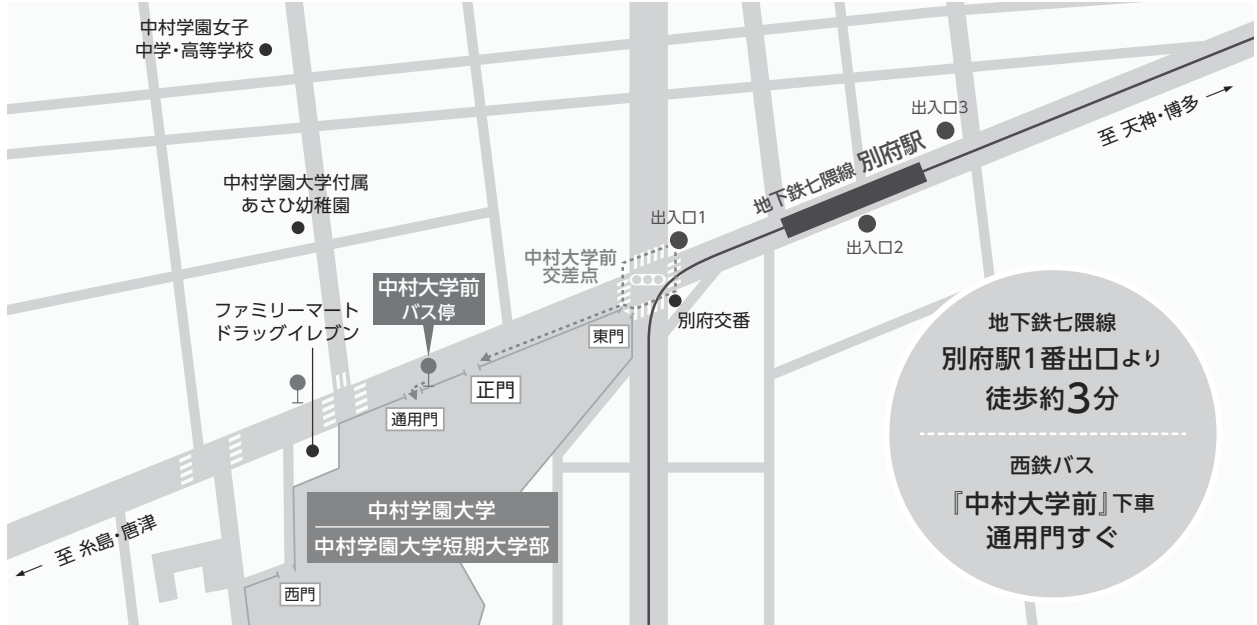 中村学園女子
中学・高等学校
出入口3
至 天神・博多
地下鉄七隈線 別府駅
中村学園大学付属
あさひ幼稚園
出入口1
出入口2
中村大学前
交差点
中村大学前
バス停
ファミリーマート
ドラッグイレブン
別府交番
東門
正門
通用門
地下鉄七隈線
別府駅1番出口より
徒歩約3分
西鉄バス
『中村大学前』下車
通用門すぐ
中村学園大学
中村学園大学短期大学部
至 糸島・唐津
西門